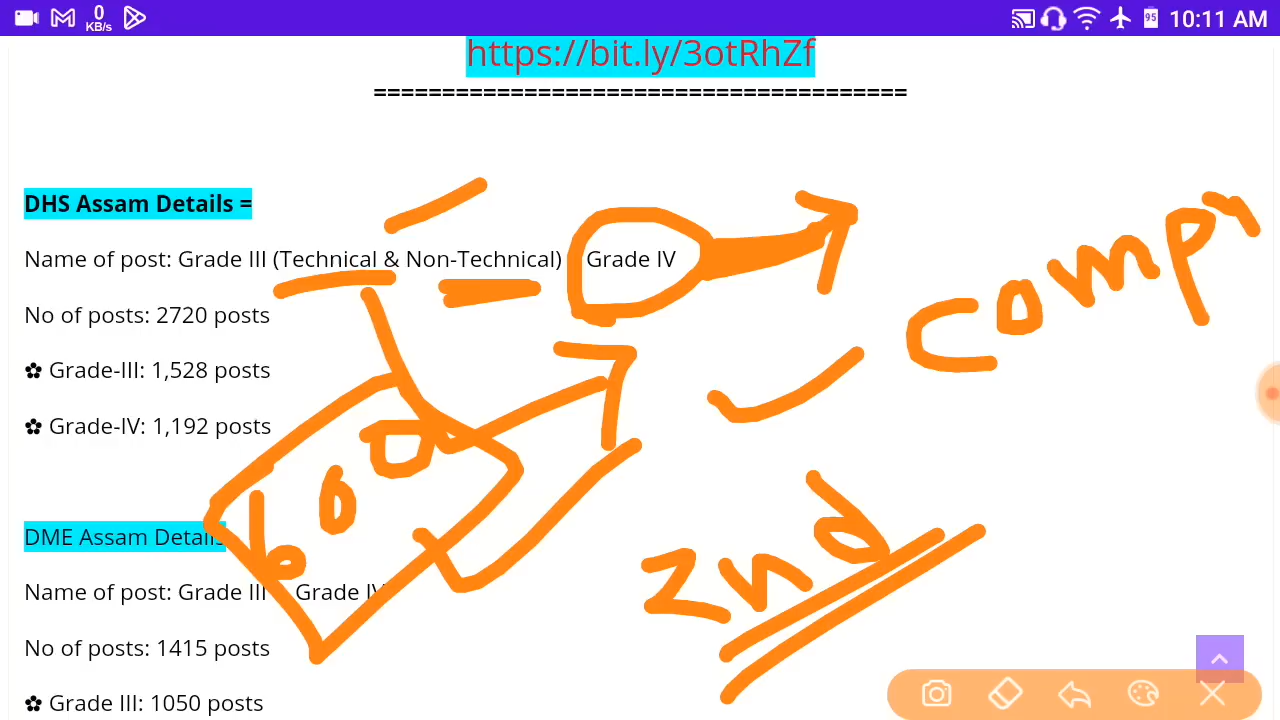 0
KB/s
95
10:11 AM
https://bit.ly/3otRhZf
=======================================
DHS Assam Details =
Name of post: Grade III (Technical & Non-Technical) Grade IV
No of posts: 2720 posts
✿ Grade-III: 1,528 posts
comp
✿ Grade-IV: 1,192 posts
600
DME Assam Details
2nd
Name of post: Grade III Grade IV
No of posts: 1415 posts
✿ Grade III: 1050 posts